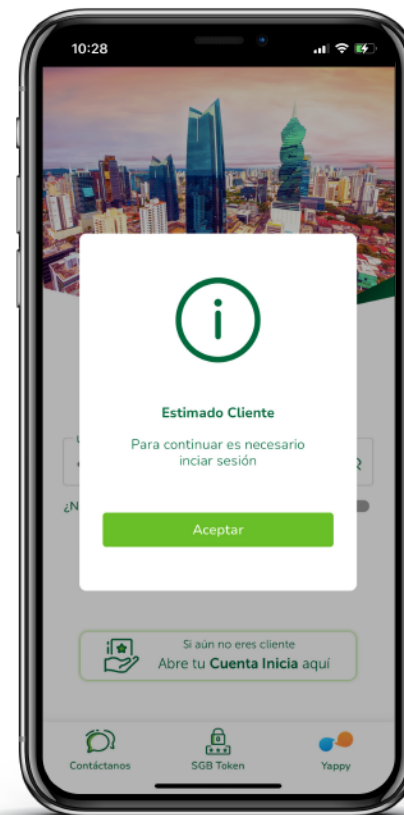 10:28
Estimado Cliente
Para continuar es necesario
inciar sesión
¿N
Aceptar
Si aún no eres cliente
Abre tu Cuenta Inicia aquí
Contáctanos
SGB Token
Yappy